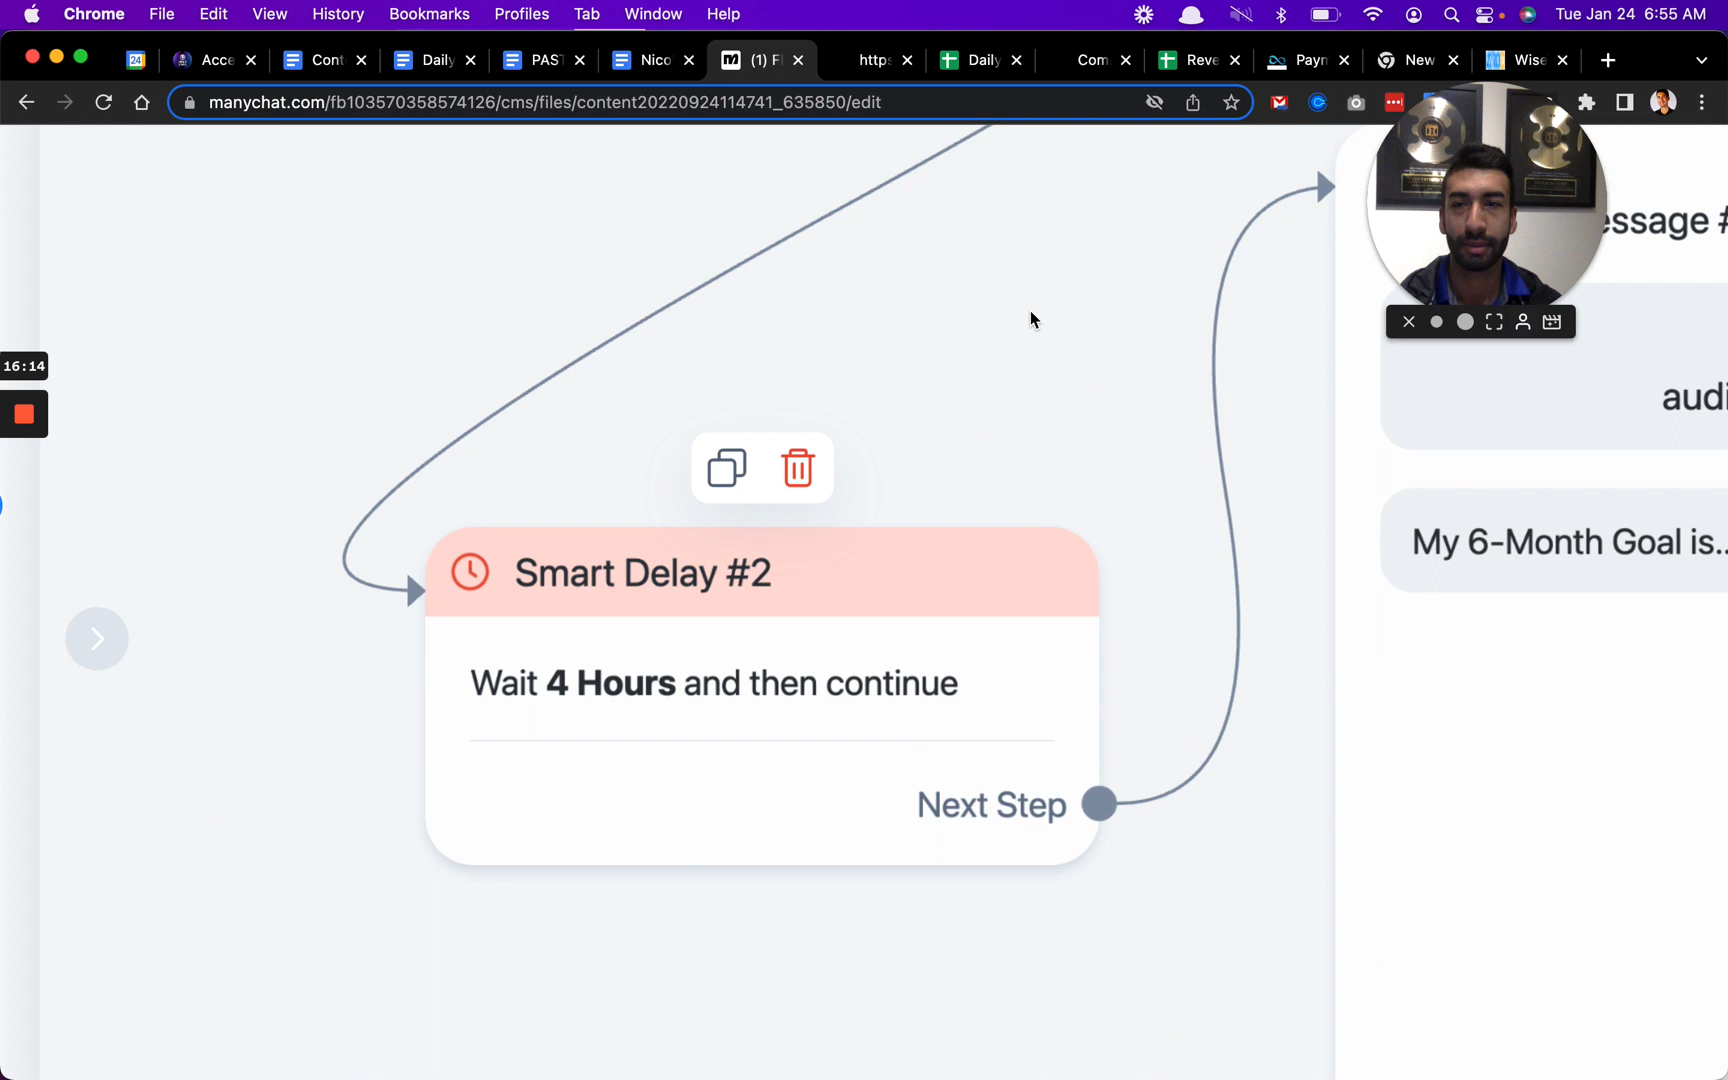 Chrome File Edit View History Bookmarks Profiles Tab Window Help Tue Jan 24 6:55 AM
24 Acce Cont Daily PAST Nico (1) Fl https Daily Com Reve Payn New Wise
manychat.com/fb103570358574126/cms/files/content20220924114741_635850/edit
essage #
16:14
audi
My 6-Month Goal is..
Smart Delay #2
Wait 4 Hours and then continue
Next Step